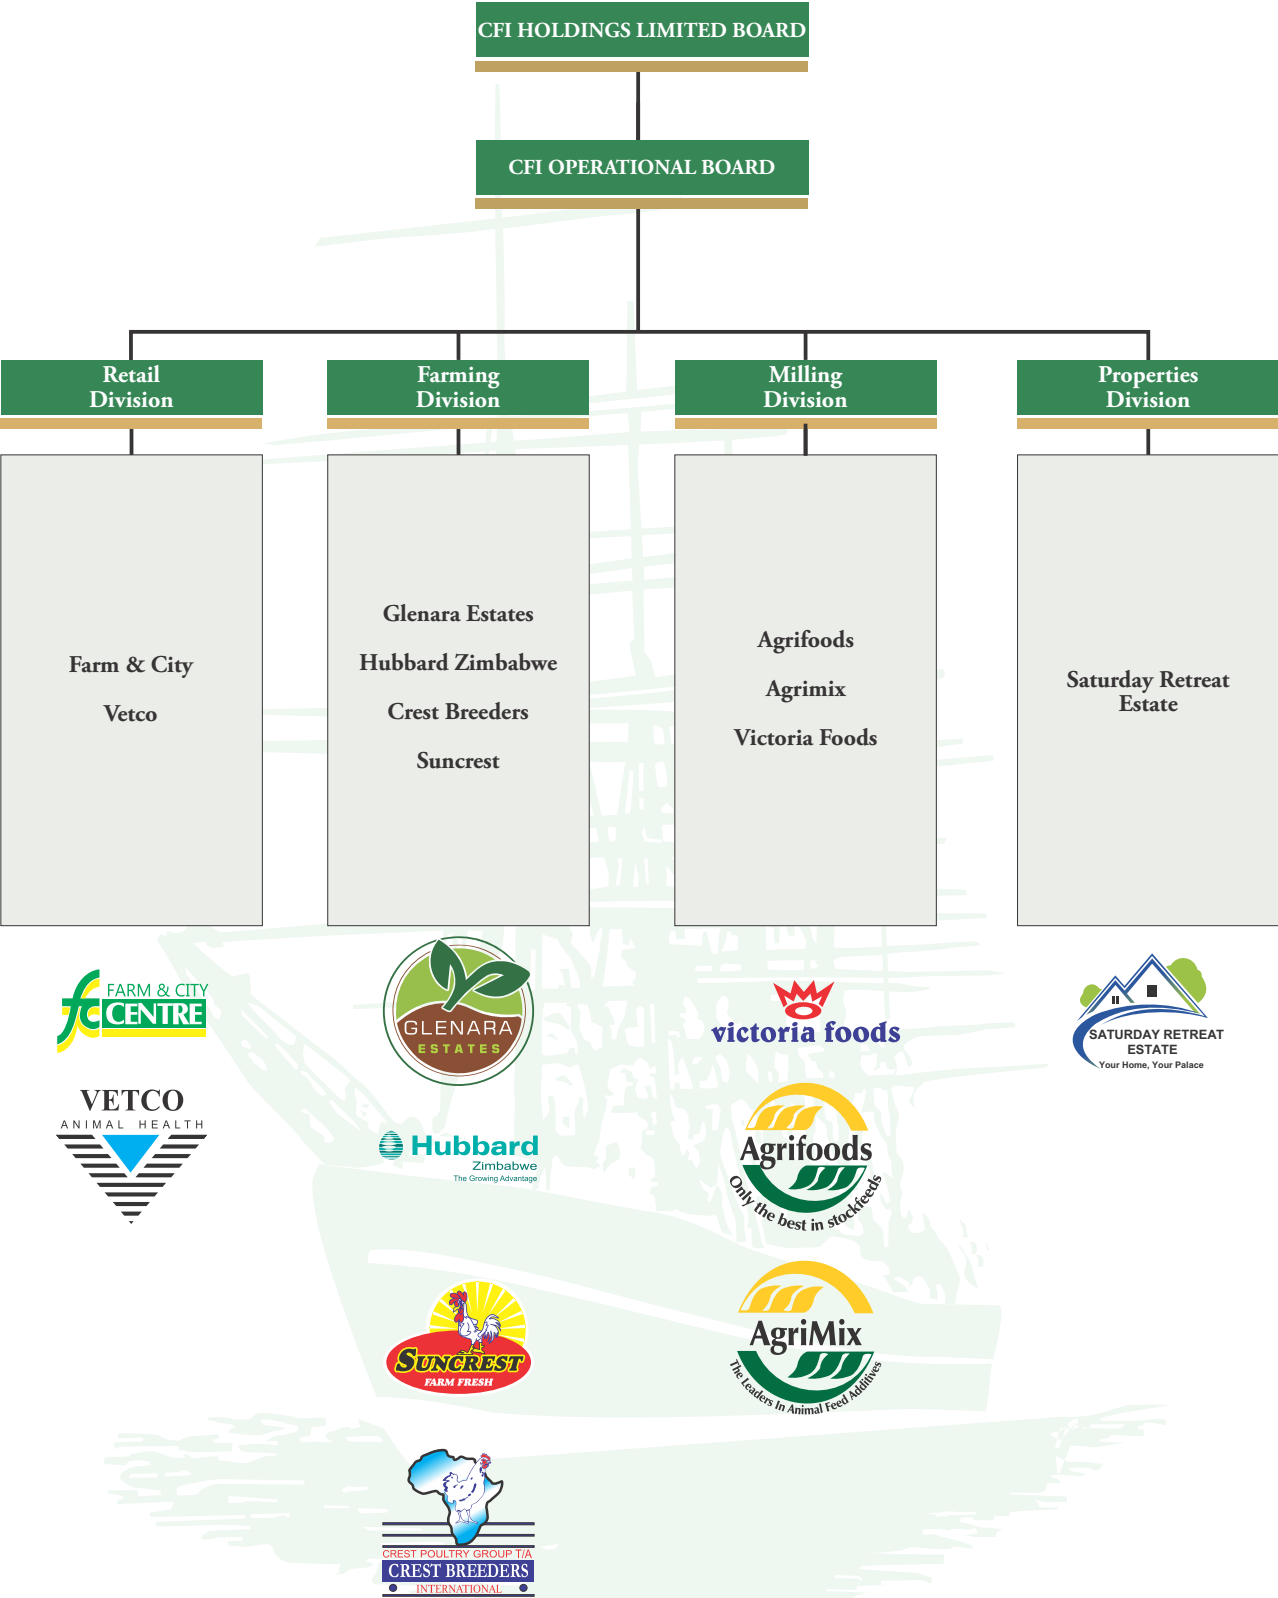 CFI HOLDINGS LIMITED BOARD
CFI OPERATIONAL BOARD
Retail
Division
Farm & City
Vetco
Farming
Division
Glenara Estates
Hubbard Zimbabwe
Crest Breeders
Suncrest
Milling
Division
Agrifoods
Agrimix
Victoria Foods
Properties
Division
Saturday Retreat
Estate
fc
FARM & CITY
CENTRE
VETCO
ANIMAL HEALTH
GLENARA
ESTATES
Hubbard
Zimbabwe
The Growing Advantage
SUNCREST
FARM FRESH
CREST POULTRY GROUP T/A
CREST BREEDERS
INTERNATIONAL
victoria foods
Agrifoods
Only the best in stockfeeds
AgriMix
The Leaders In Animal Feed Additives
SATURDAY RETREAT
ESTATE
Your Home, Your Palace